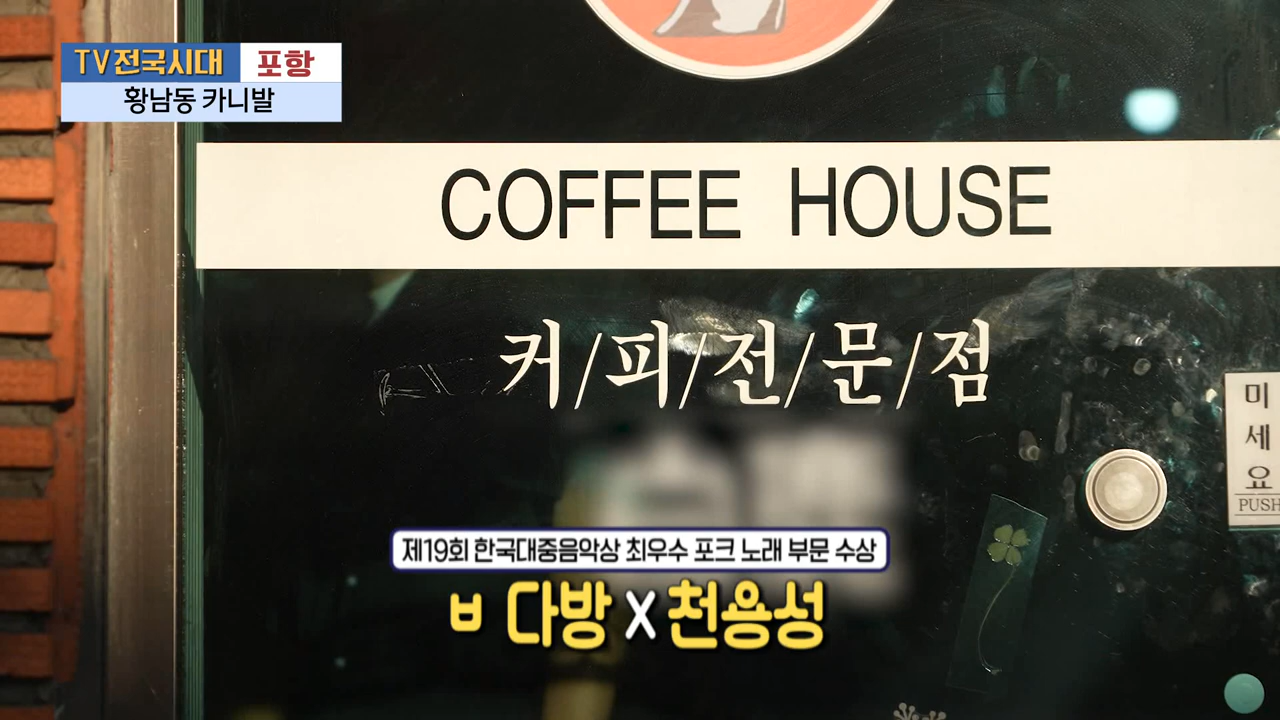 TV전국시대 포항
황남동 카니발
COFFEE HOUSE
커/피/전/문/점
미세요
PUSH
제19회 한국대중음악상 최우수 포크 노래 부문 수상
ㅂ 다방 X 천용성